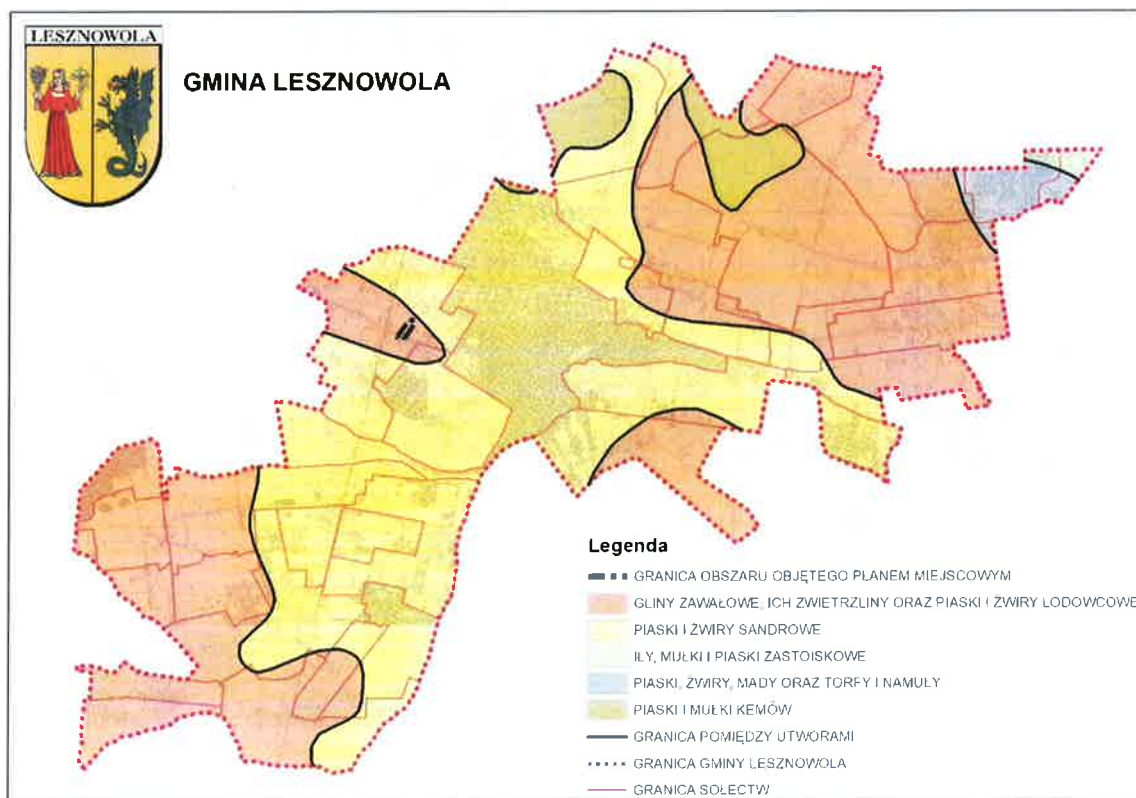 LESZNOWOLA
GMINA LESZNOWOLA
Legenda
GRANICA OBSZARU OBJĘTEGO PLANEM MIEJSCOWYM
GLINY ZAWAŁOWE, ICH ZWIETRZLINY ORAZ PIASKI I ŻWIRY LODOWCOWE
PIASKI I ŻWIRY SANDROWE
IŁY, MUŁKI I PIASKI ZASTOISKOWE
PIASKI, ŻWIRY, MADY ORAZ TORFY I NAMUŁY
PIASKI I MUŁKI KEMÓW
GRANICA POMIĘDZY UTWORAMI
GRANICA GMINY LESZNOWOLA
GRANICA SOŁECTW